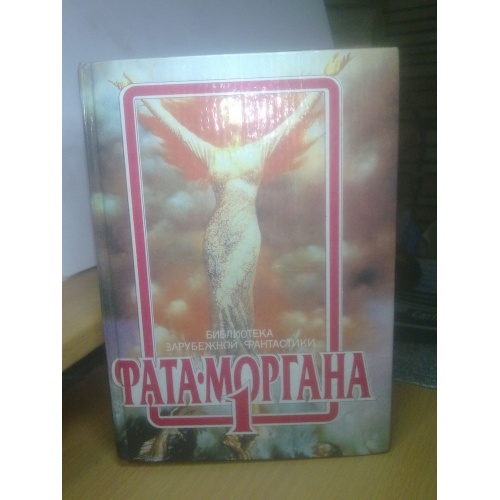 БИБЛИОТЕКА
ЗАРУБЕЖНОЙ ФАНТАСТИКИ
ФАТА•МОРГАНА
1